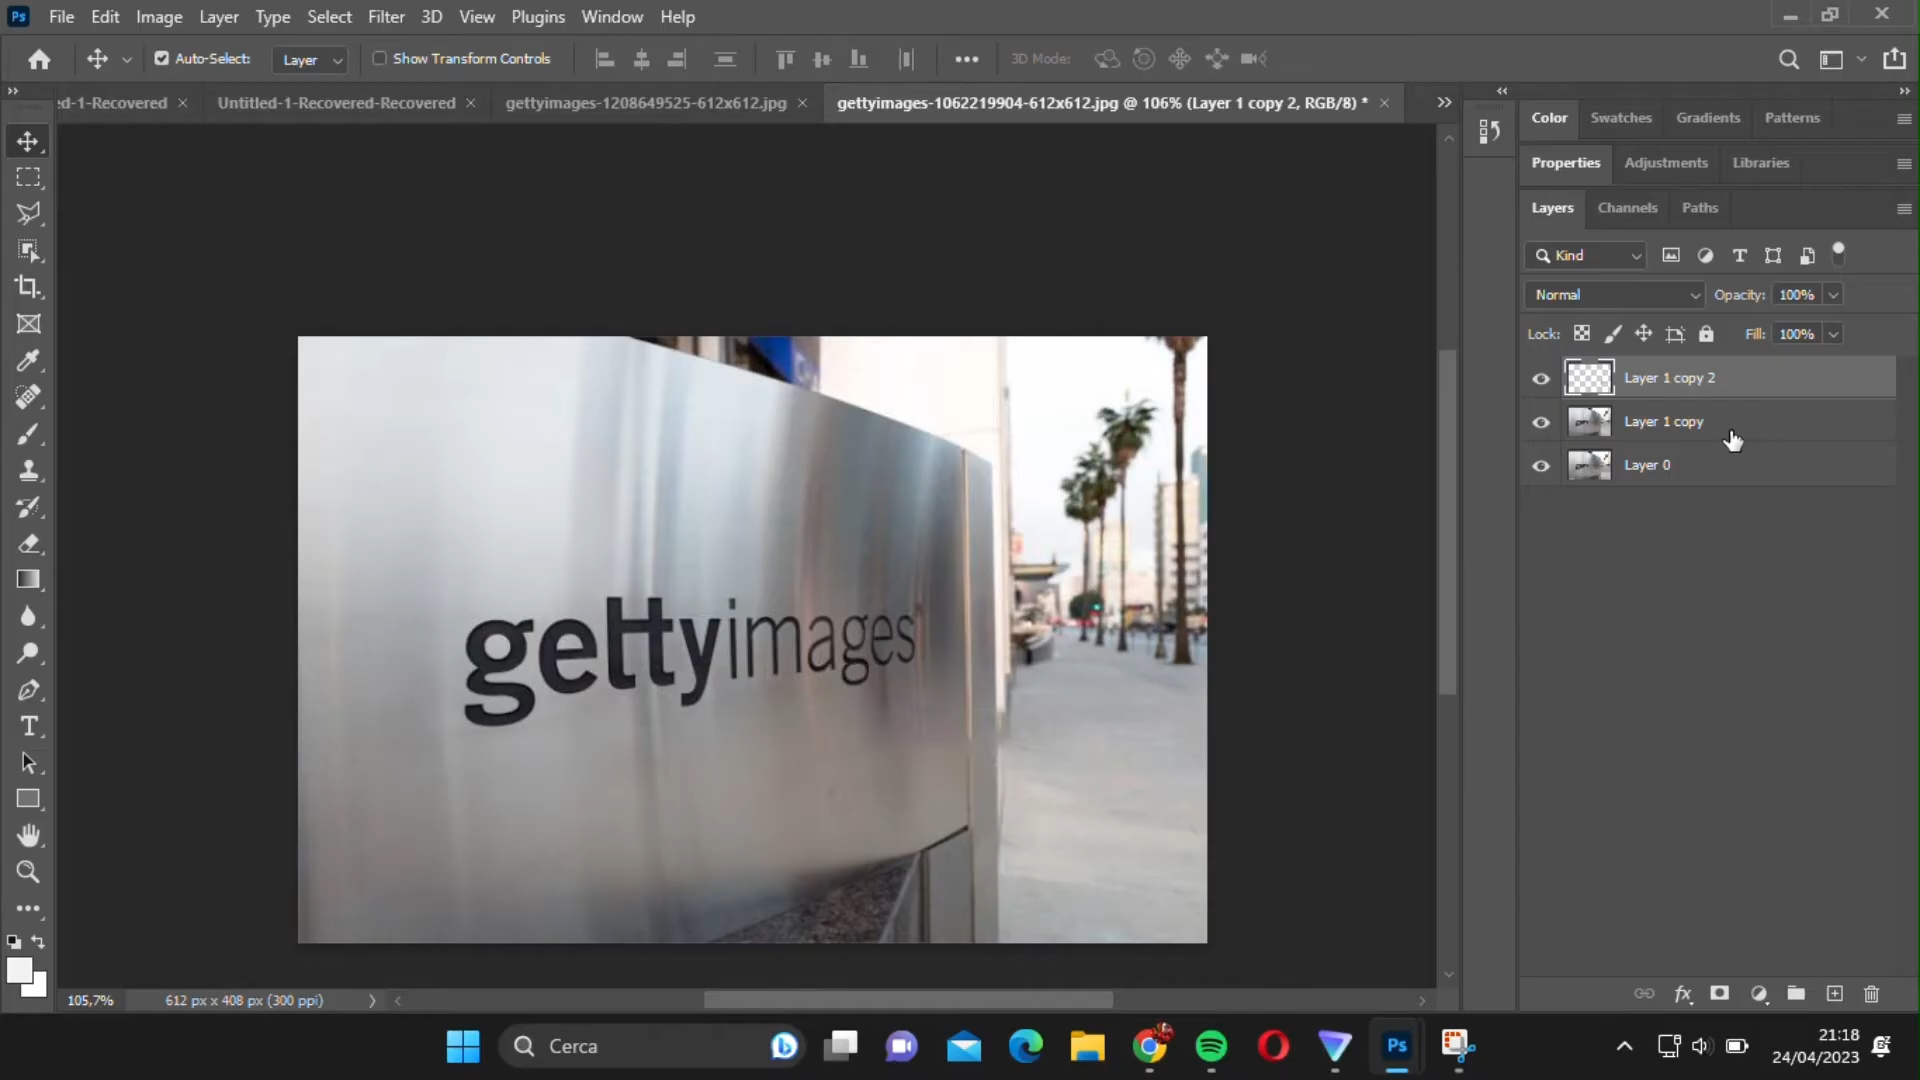 Ps File Edit Image Layer Type Select Filter 3D View Plugins Window Help
Auto-Select: Layer Show Transform Controls 3D Mode:
ed-1-Recovered Untitled-1-Recovered-Recovered gettyimages-1208649525-612x612.jpg gettyimages-1062219904-612x612.jpg @ 106% (Layer 1 copy 2, RGB/8) *
Color Swatches Gradients Patterns
Properties Adjustments Libraries
Layers Channels Paths
Kind
Normal Opacity: 100%
Lock: Fill: 100%
Layer 1 copy 2
Layer 1 copy
Layer 0
gettyimages
105,7% 612 px x 408 px (300 ppi)
Cerca
Ps
21:18
24/04/2023